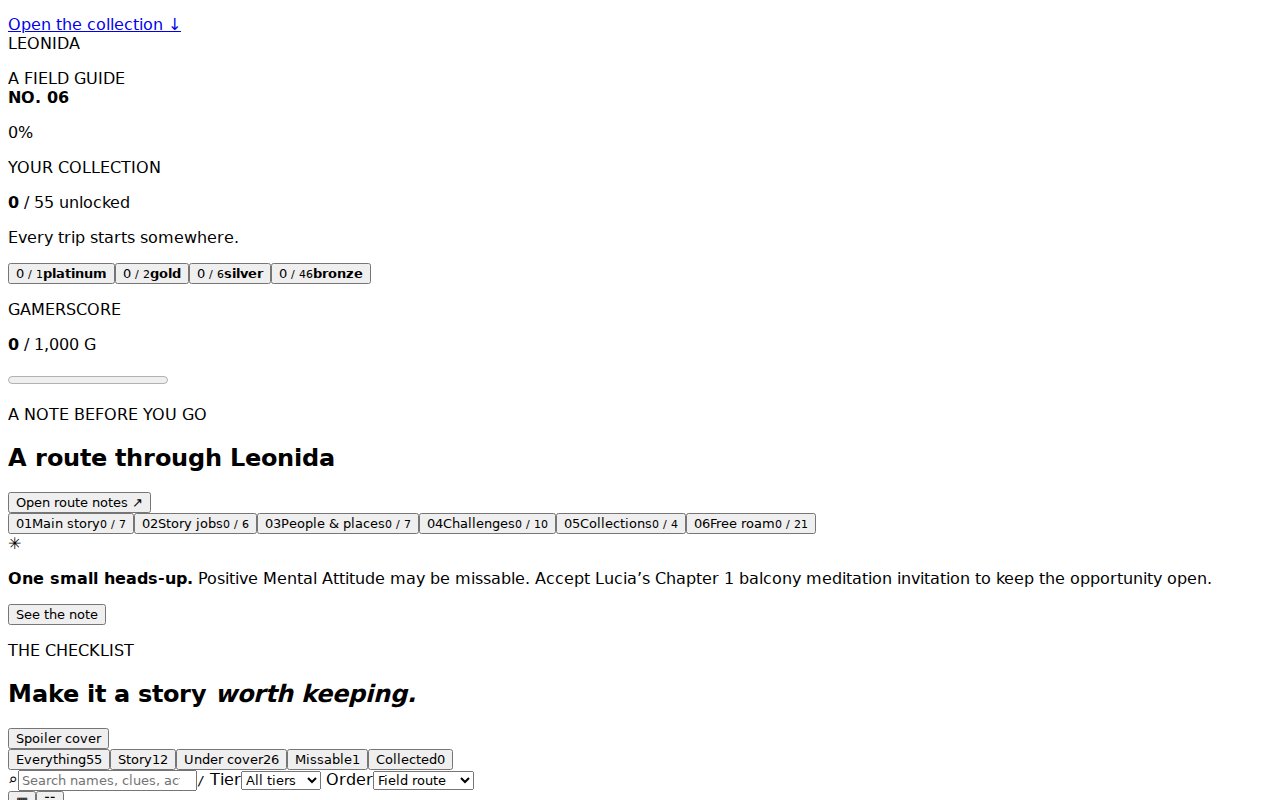 Open the collection ↓
LEONIDA
A FIELD GUIDE
NO. 06
0%
YOUR COLLECTION
0 / 55 unlocked
Every trip starts somewhere.
0 / 1platinum 0 / 2gold 0 / 6silver 0 / 46bronze
GAMERSCORE
0 / 1,000 G
A NOTE BEFORE YOU GO
A route through Leonida
Open route notes ↗
01Main story0 / 7 02Story jobs0 / 6 03People & places0 / 7 04Challenges0 / 10 05Collections0 / 4 06Free roam0 / 21
✳
One small heads-up. Positive Mental Attitude may be missable. Accept Lucia’s Chapter 1 balcony meditation invitation to keep the opportunity open.
See the note
THE CHECKLIST
Make it a story worth keeping.
Spoiler cover
Everything55 Story12 Under cover26 Missable1 Collected0
⌕ Search names, clues, ac / Tier All tiers Order Field route